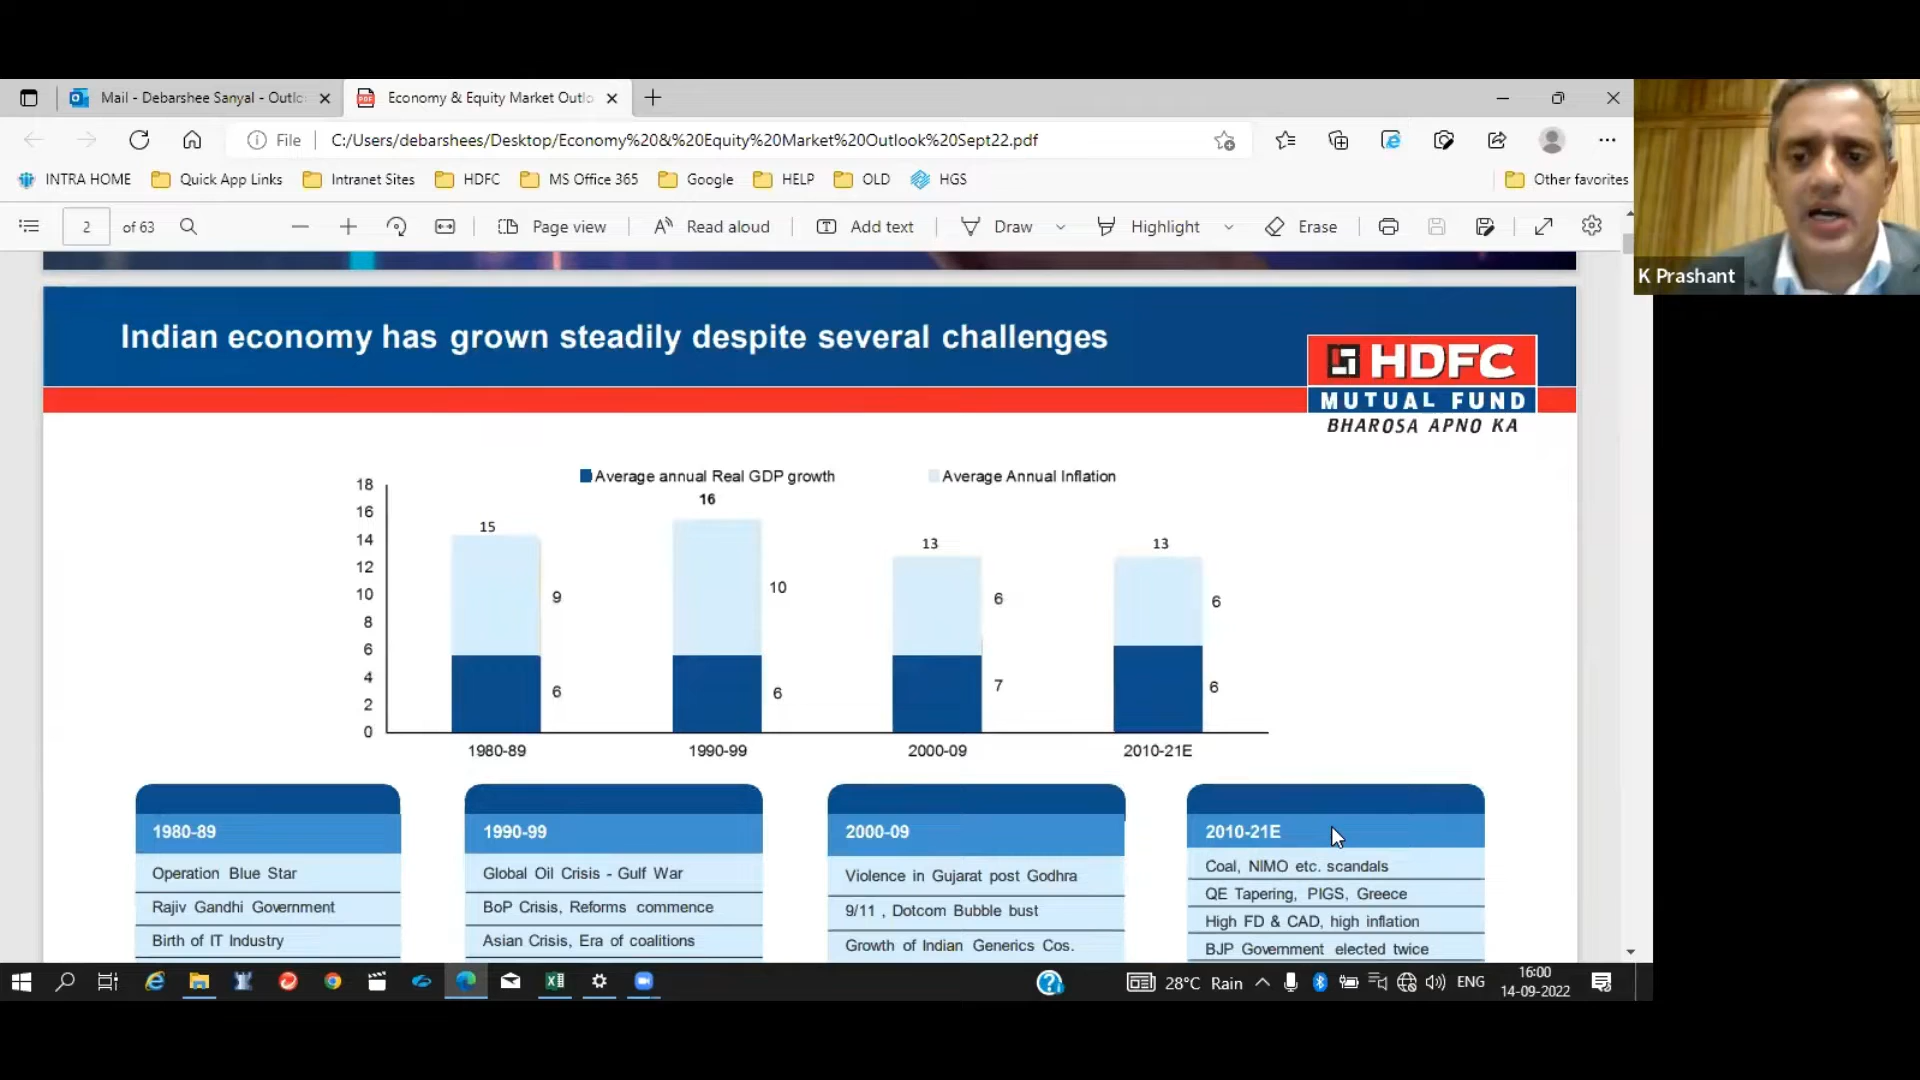 Mail - Debarshee Sanyal - Outlo
Economy & Equity Market Outlo
File
C:/Users/debarshees/Desktop/Economy%20&%20Equity%20Market%20Outlook%20Sept22.pdf
INTRA HOME
Quick App Links
Intranet Sites
HDFC
MS Office 365
Google
HELP
OLD
HGS
Other favorites
2 of 63
Page view
Read aloud
Add text
Draw
Highlight
Erase
K Prashant
Indian economy has grown steadily despite several challenges
HDFC
MUTUAL FUND
BHAROSA APNO KA
Average annual Real GDP growth
Average Annual Inflation
18
16
14
12
10
8
6
4
2
0
15
9
6
16
10
6
13
6
7
13
6
6
1980-89
1990-99
2000-09
2010-21E
1980-89
Operation Blue Star
Rajiv Gandhi Government
Birth of IT Industry
1990-99
Global Oil Crisis - Gulf War
BoP Crisis, Reforms commence
Asian Crisis, Era of coalitions
2000-09
Violence in Gujarat post Godhra
9/11 , Dotcom Bubble bust
Growth of Indian Generics Cos.
2010-21E
Coal, NIMO etc. scandals
QE Tapering, PIGS, Greece
High FD & CAD, high inflation
BJP Government elected twice
28°C Rain
ENG
16:00
14-09-2022